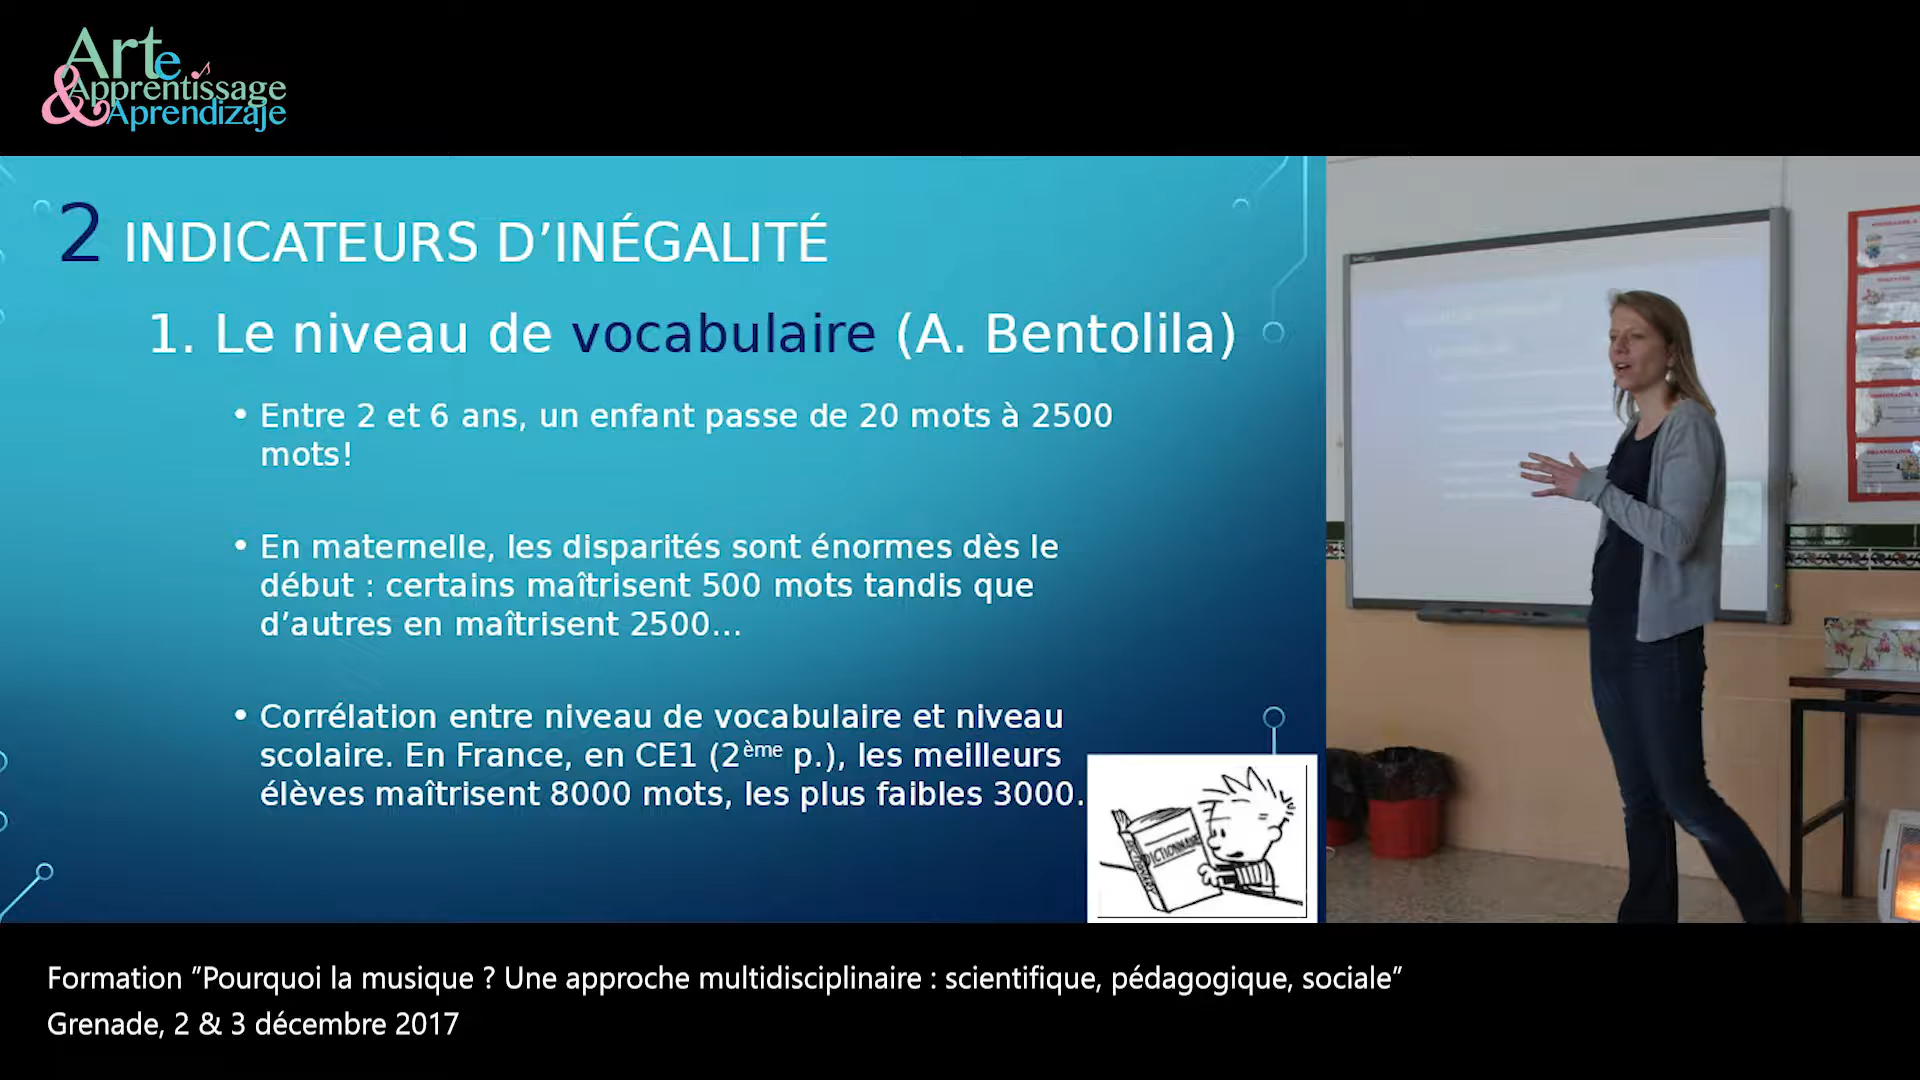 Arte
& Apprentissage
Aprendizaje
2 INDICATEURS D’INÉGALITÉ
1. Le niveau de vocabulaire (A. Bentolila)
• Entre 2 et 6 ans, un enfant passe de 20 mots à 2500
mots!
• En maternelle, les disparités sont énormes dès le
début : certains maîtrisent 500 mots tandis que
d’autres en maîtrisent 2500…
• Corrélation entre niveau de vocabulaire et niveau
scolaire. En France, en CE1 (2ème p.), les meilleurs
élèves maîtrisent 8000 mots, les plus faibles 3000.
DICTIONNAIRE
Formation ”Pourquoi la musique ? Une approche multidisciplinaire : scientifique, pédagogique, sociale”
Grenade, 2 & 3 décembre 2017